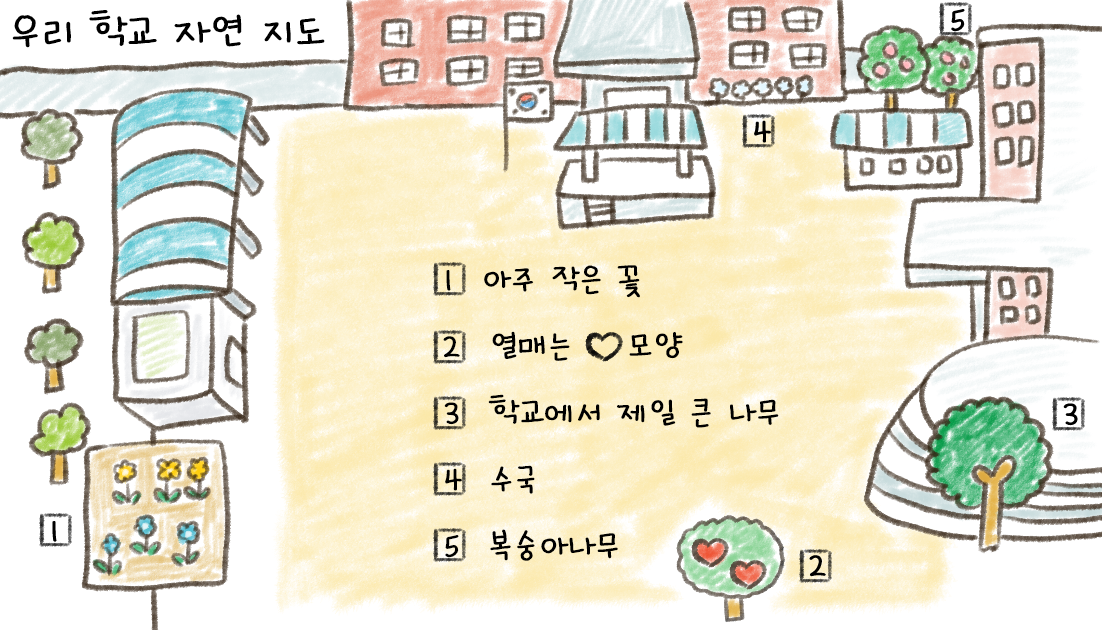 우리 학교 자연 지도
5
4
1 아주 작은 꽃
2 열매는 ♡모양
3 학교에서 제일 큰 나무
3
4 수국
1
5 복숭아나무
2